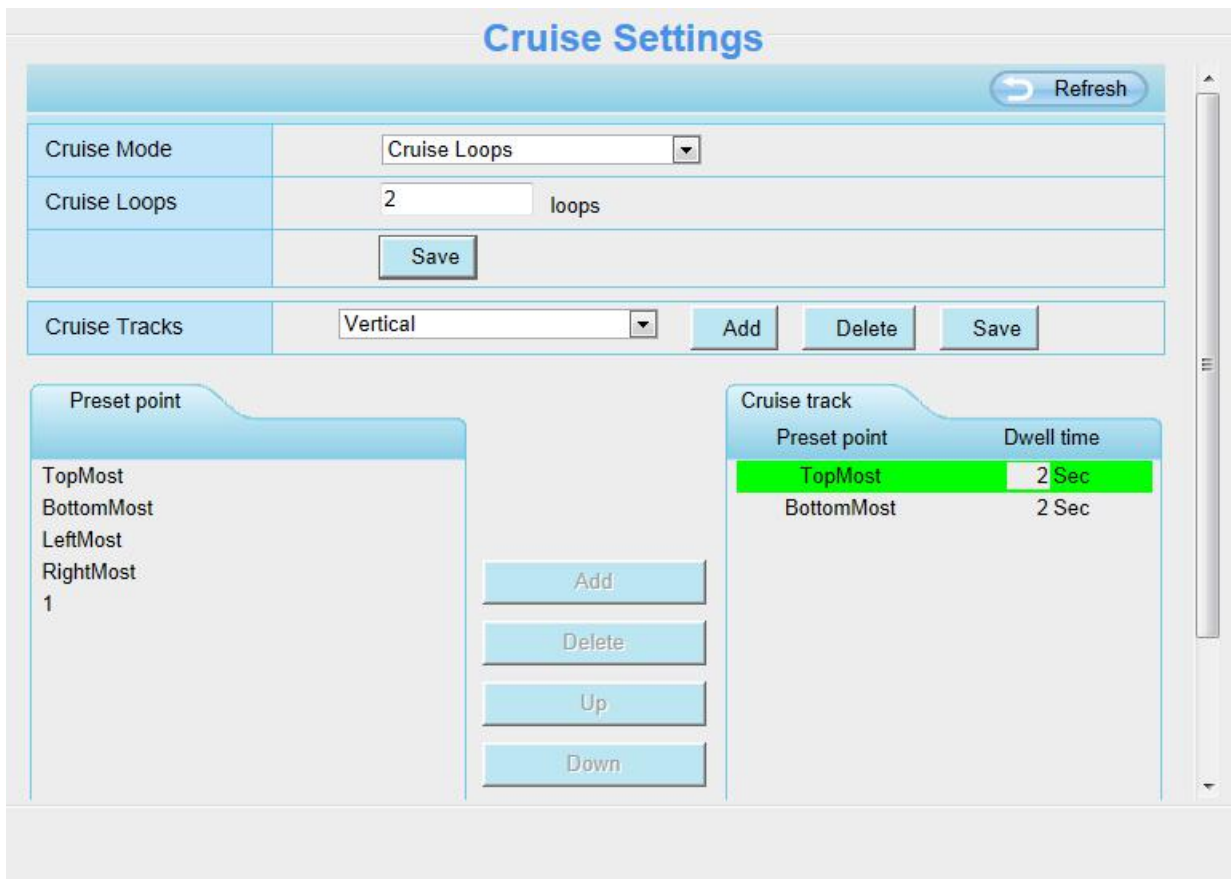 Cruise Settings
Refresh
Cruise Mode
Cruise Loops
Cruise Loops
2 loops
Save
Cruise Tracks
Vertical
Add
Delete
Save
Preset point
TopMost
BottomMost
LeftMost
RightMost
1
Add
Delete
Up
Down
Cruise track
Preset point Dwell time
TopMost 2 Sec
BottomMost 2 Sec